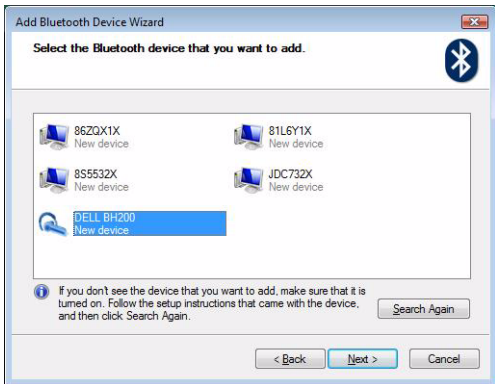 Add Bluetooth Device Wizard
Select the Bluetooth device that you want to add.
86ZQX1X
New device
81L6Y1X
New device
8S5532X
New device
JDC732X
New device
DELL BH200
New device
If you don't see the device that you want to add, make sure that it is
turned on. Follow the setup instructions that came with the device,
and then click Search Again.
Search Again
< Back
Next >
Cancel